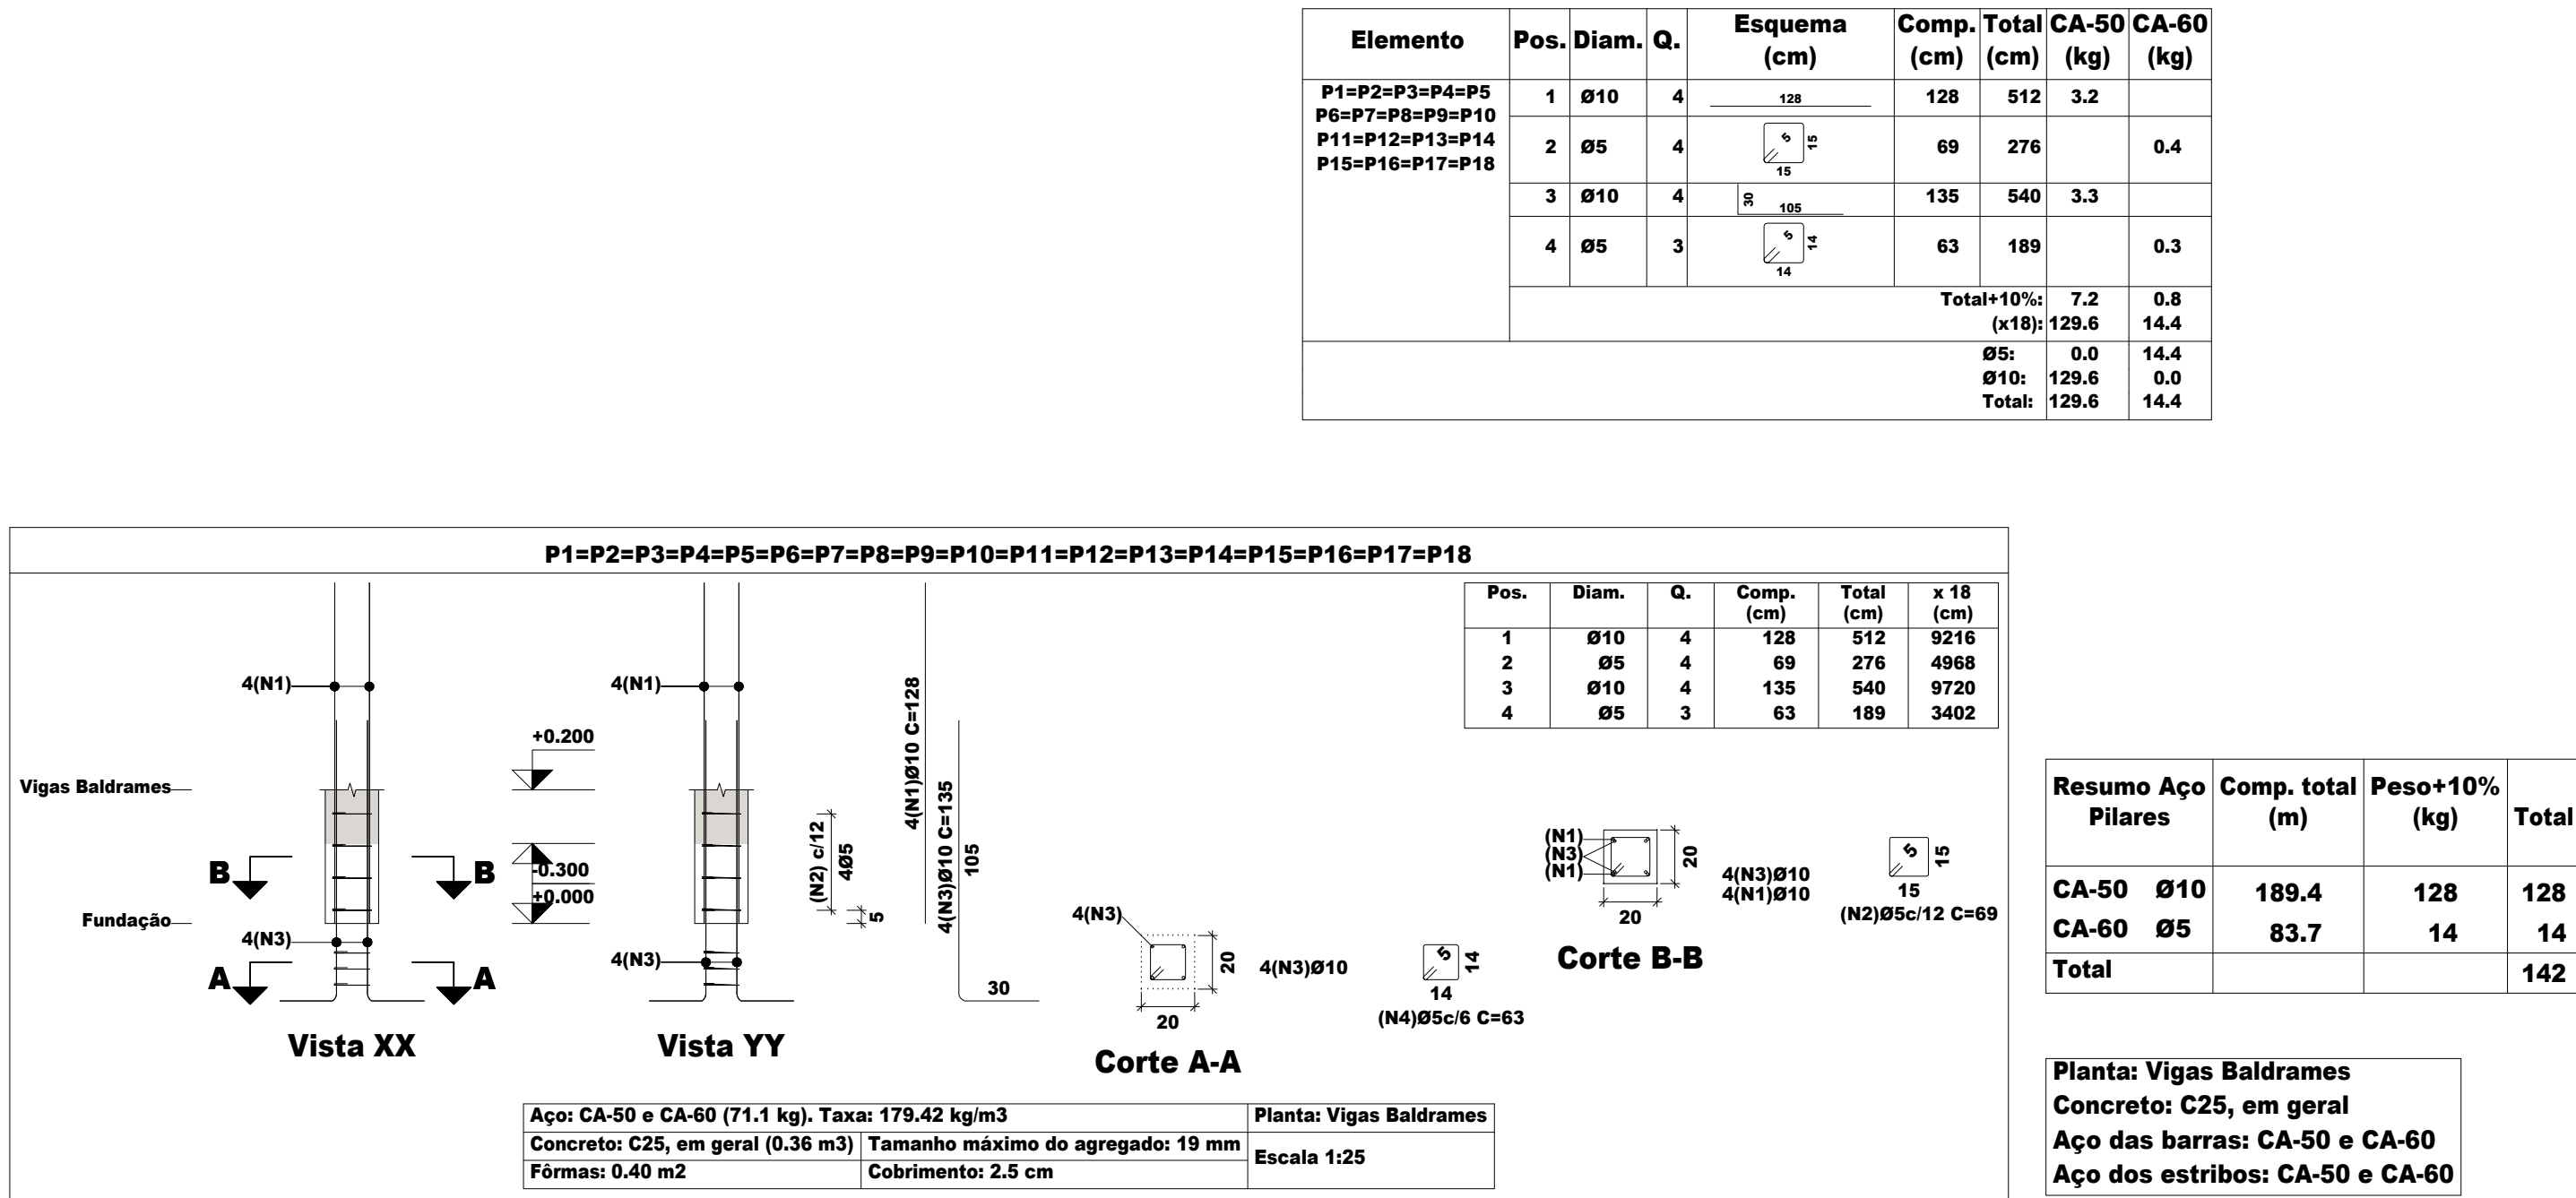 Elemento Pos. Diam. Q. Esquema (cm) Comp. (cm) Total (cm) CA-50 (kg) CA-60 (kg)
P1=P2=P3=P4=P5
P6=P7=P8=P9=P10
P11=P12=P13=P14
P15=P16=P17=P18
1 Ø10 4 128 128 512 3.2
2 Ø5 4 5 15 15 69 276 0.4
3 Ø10 4 30 105 135 540 3.3
4 Ø5 3 5 14 14 63 189 0.3
Total+10%: 7.2 0.8
(x18): 129.6 14.4
Ø5: 0.0 14.4
Ø10: 129.6 0.0
Total: 129.6 14.4
P1=P2=P3=P4=P5=P6=P7=P8=P9=P10=P11=P12=P13=P14=P15=P16=P17=P18
Vigas Baldrames
Fundação
4(N1)
B B
4(N3)
A A
Vista XX
+0.200
-0.300
+0.000
4(N1)
4(N3)
Vista YY
(N2) c/12
4Ø5
5
4(N1)Ø10 C=128
4(N3)Ø10 C=135
105
30
4(N3)
20
20
4(N3)Ø10
5
14
14
(N4)Ø5c/6 C=63
Corte A-A
Pos. Diam. Q. Comp. (cm) Total (cm) x 18 (cm)
1 Ø10 4 128 512 9216
2 Ø5 4 69 276 4968
3 Ø10 4 135 540 9720
4 Ø5 3 63 189 3402
(N1)
(N3)
(N1)
20
20
4(N3)Ø10
4(N1)Ø10
5
15
15
(N2)Ø5c/12 C=69
Corte B-B
Aço: CA-50 e CA-60 (71.1 kg). Taxa: 179.42 kg/m3 Planta: Vigas Baldrames
Concreto: C25, em geral (0.36 m3) Tamanho máximo do agregado: 19 mm Escala 1:25
Fôrmas: 0.40 m2 Cobrimento: 2.5 cm
Resumo Aço Pilares Comp. total (m) Peso+10% (kg) Total
CA-50 Ø10 189.4 128 128
CA-60 Ø5 83.7 14 14
Total 142
Planta: Vigas Baldrames
Concreto: C25, em geral
Aço das barras: CA-50 e CA-60
Aço dos estribos: CA-50 e CA-60